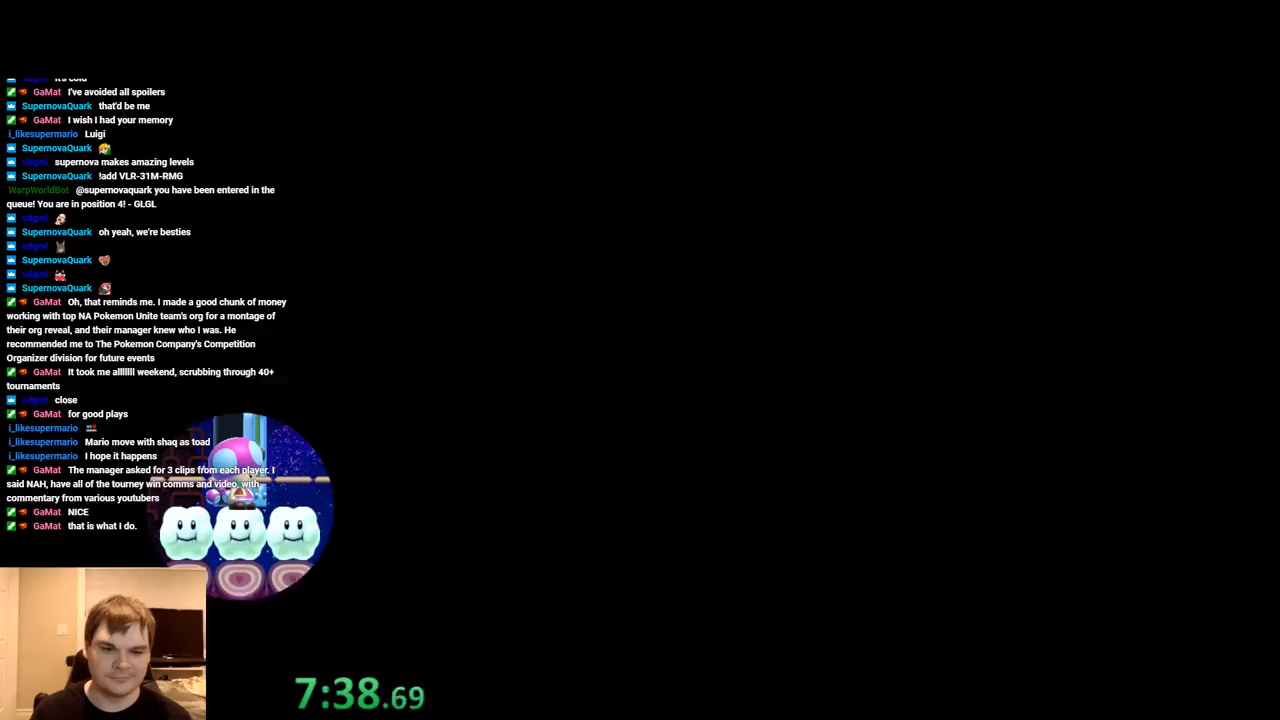 it's cold
GaMat I've avoided all spoilers
SupernovaQuark that'd be me
GaMat I wish I had your memory
i_likesupermario Luigi
SupernovaQuark
supernova makes amazing levels
SupernovaQuark !add VLR-31M-RMG
WarpWorldBot @supernovaquark you have been entered in the
queue! You are in position 4! - GLGL
SupernovaQuark oh yeah, we're besties
SupernovaQuark
SupernovaQuark
GaMat Oh, that reminds me. I made a good chunk of money
working with top NA Pokemon Unite team's org for a montage of
their org reveal, and their manager knew who I was. He
recommended me to The Pokemon Company's Competition
Organizer division for future events
GaMat It took me alllllll weekend, scrubbing through 40+
tournaments
close
GaMat for good plays
i_likesupermario
i_likesupermario Mario move with shaq as toad
i_likesupermario I hope it happens
GaMat The manager asked for 3 clips from each player. I
said NAH, have all of the tourney win comms and video, with
commentary from various youtubers
GaMat NICE
GaMat that is what I do.
7:38.69